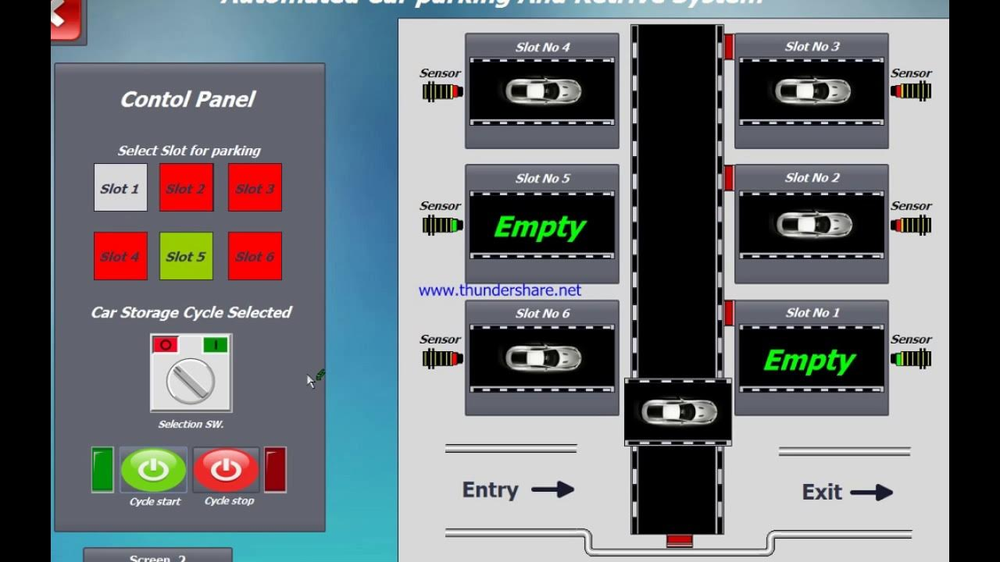 Automated Car parking And Retrive System
Contol Panel
Select Slot for parking
Slot 1
Slot 2
Slot 3
Slot 4
Slot 5
Slot 6
Car Storage Cycle Selected
O
I
Selection SW.
Cycle start
Cycle stop
Screen 2
Slot No 4
Sensor
Slot No 3
Sensor
Slot No 5
Sensor
Empty
Slot No 2
Sensor
www.thundershare.net
Slot No 6
Sensor
Slot No 1
Sensor
Empty
Entry
Exit